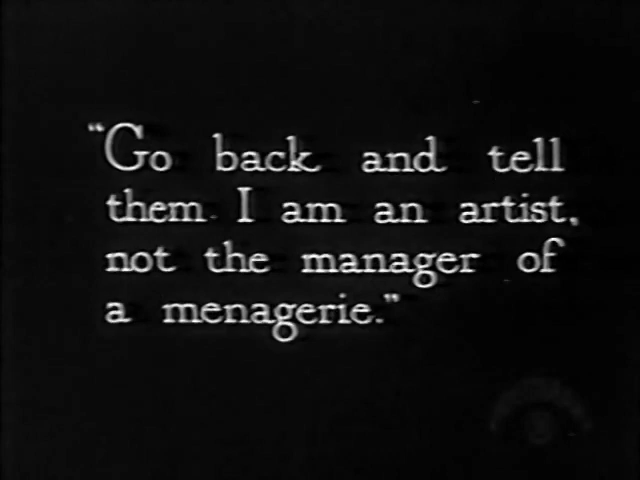 "Go back and tell
them I am an artist,
not the manager of
a menagerie."